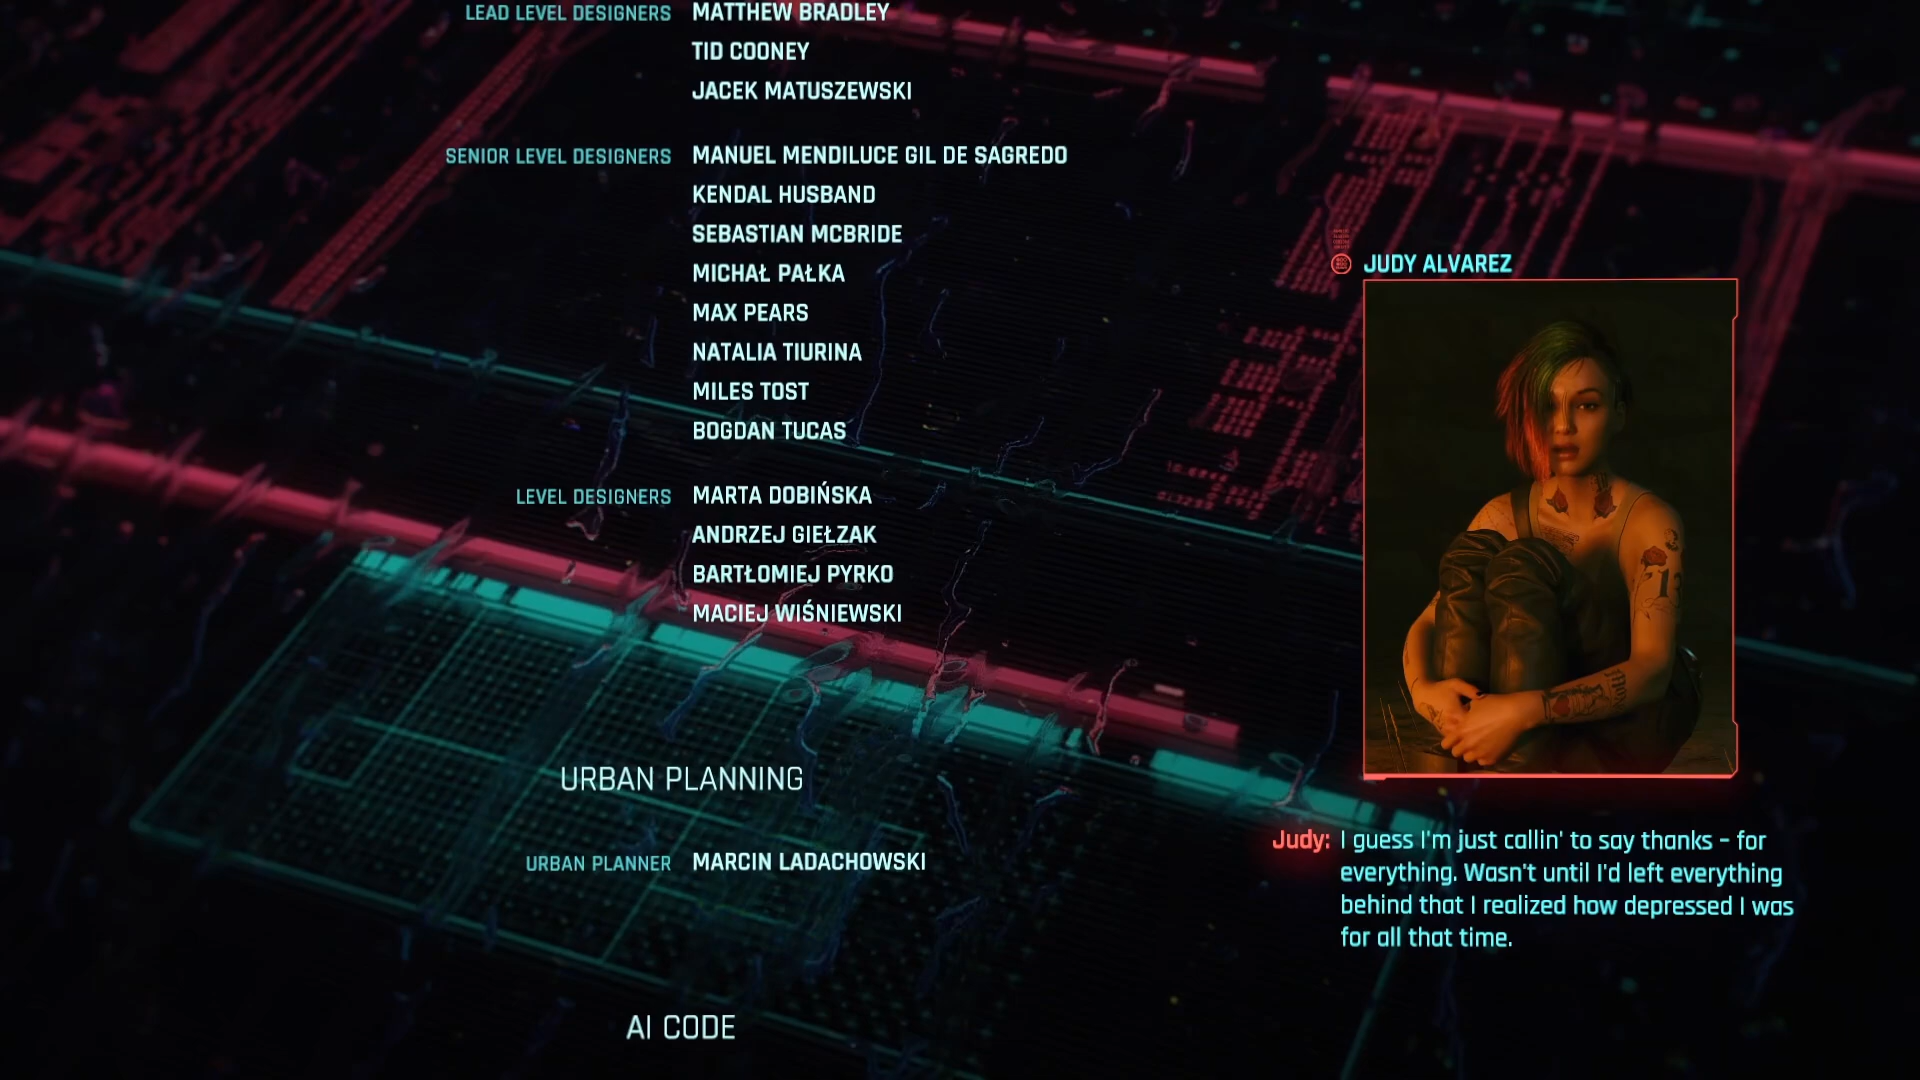 LEAD LEVEL DESIGNERS MATTHEW BRADLEY
TID COONEY
JACEK MATUSZEWSKI
SENIOR LEVEL DESIGNERS MANUEL MENDILUCE GIL DE SAGREDO
KENDAL HUSBAND
SEBASTIAN MCBRIDE
MICHAŁ PAŁKA
MAX PEARS
NATALIA TIURINA
MILES TOST
BOGDAN TUCAS
LEVEL DESIGNERS MARTA DOBIŃSKA
ANDRZEJ GIEŁZAK
BARTŁOMIEJ PYRKO
MACIEJ WIŚNIEWSKI
URBAN PLANNING
URBAN PLANNER MARCIN LADACHOWSKI
AI CODE
JUDY ALVAREZ
Judy: I guess I'm just callin' to say thanks – for
everything. Wasn't until I'd left everything
behind that I realized how depressed I was
for all that time.